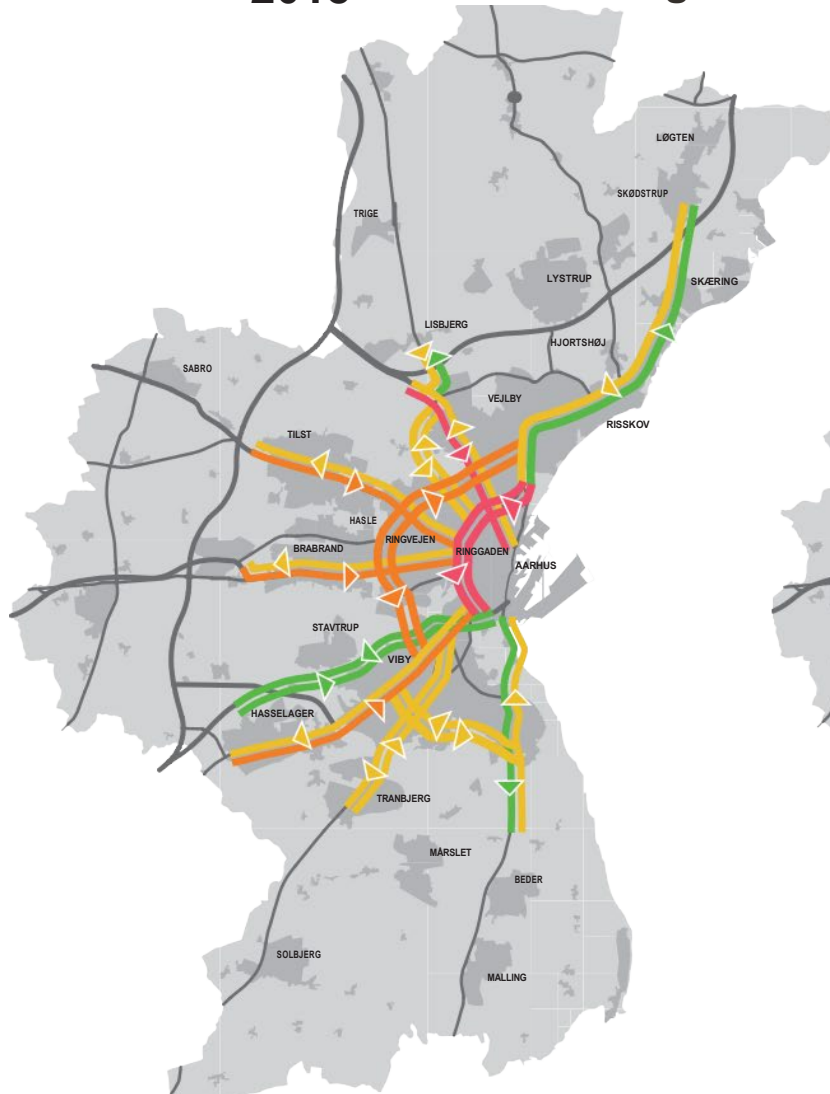 LØGTEN
SKØDSTRUP
TRIGE
LYSTRUP
SKÆRING
LISBJERG
HJORTSHØJ
SABRO
VEJLBY
RISSKOV
TILST
HASLE
RINGVEJEN
BRABRAND
RINGGADEN
AARHUS
STAVTRUP
VIBY
HASSELAGER
TRANBJERG
MÅRSLET
BEDER
SOLBJERG
MALLING